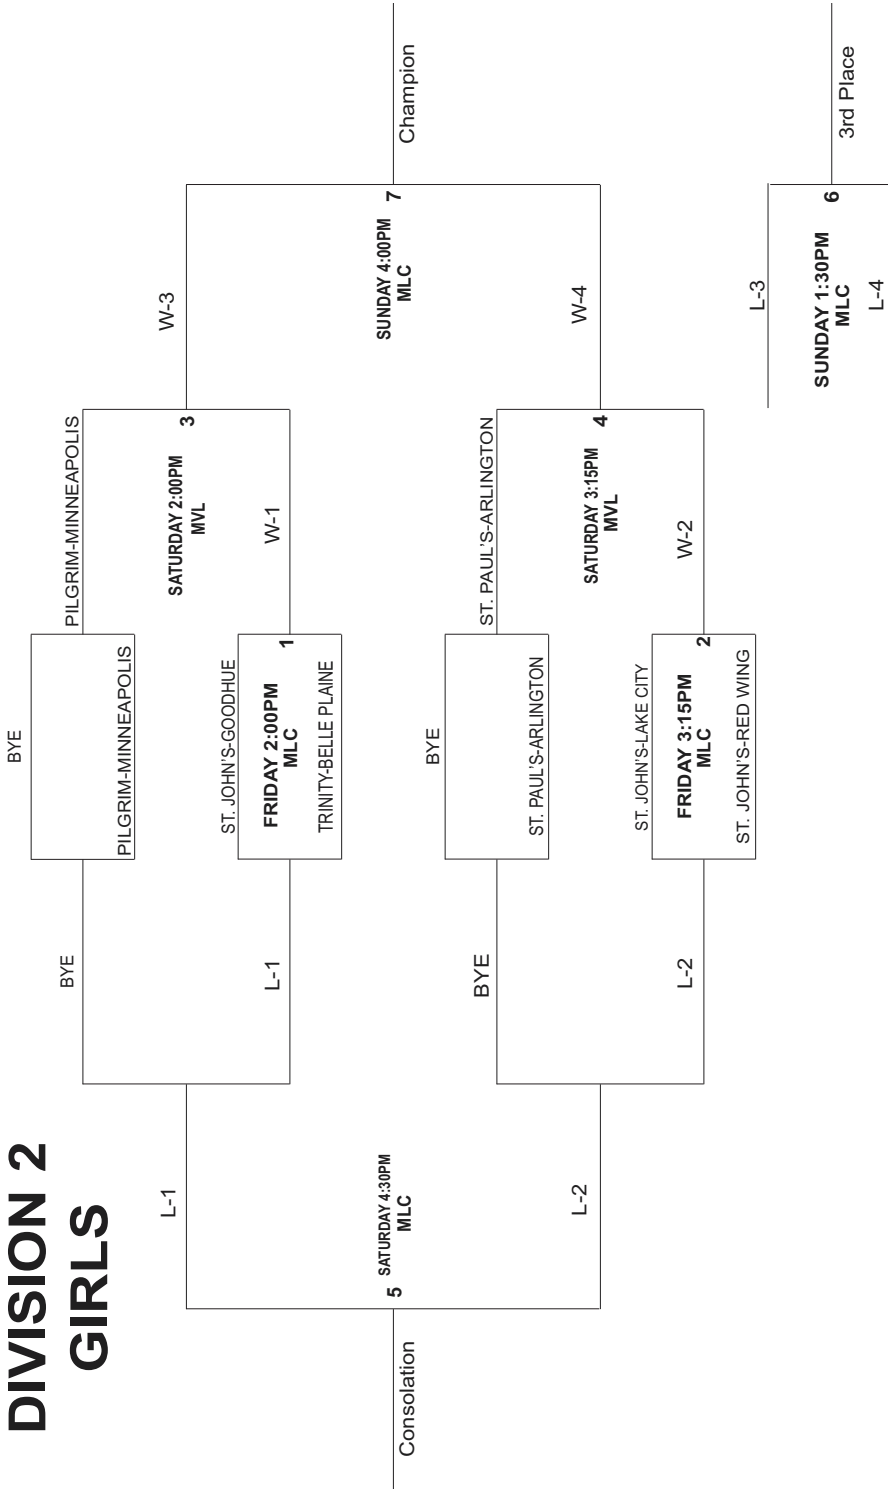 DIVISION 2
GIRLS
BYE
PILGRIM-MINNEAPOLIS
PILGRIM-MINNEAPOLIS
BYE
ST. JOHN'S-GOODHUE
FRIDAY 2:00PM
MLC
1
TRINITY-BELLE PLAINE
L-1
W-1
SATURDAY 2:00PM
MVL
3
W-3
L-1
BYE
ST. PAUL'S-ARLINGTON
ST. PAUL'S-ARLINGTON
BYE
ST. JOHN'S-LAKE CITY
FRIDAY 3:15PM
MLC
2
ST. JOHN'S-RED WING
L-2
W-2
SATURDAY 3:15PM
MVL
4
W-4
L-2
SATURDAY 4:30PM
MLC
5
Consolation
SUNDAY 4:00PM
MLC
7
Champion
L-3
SUNDAY 1:30PM
MLC
6
L-4
3rd Place